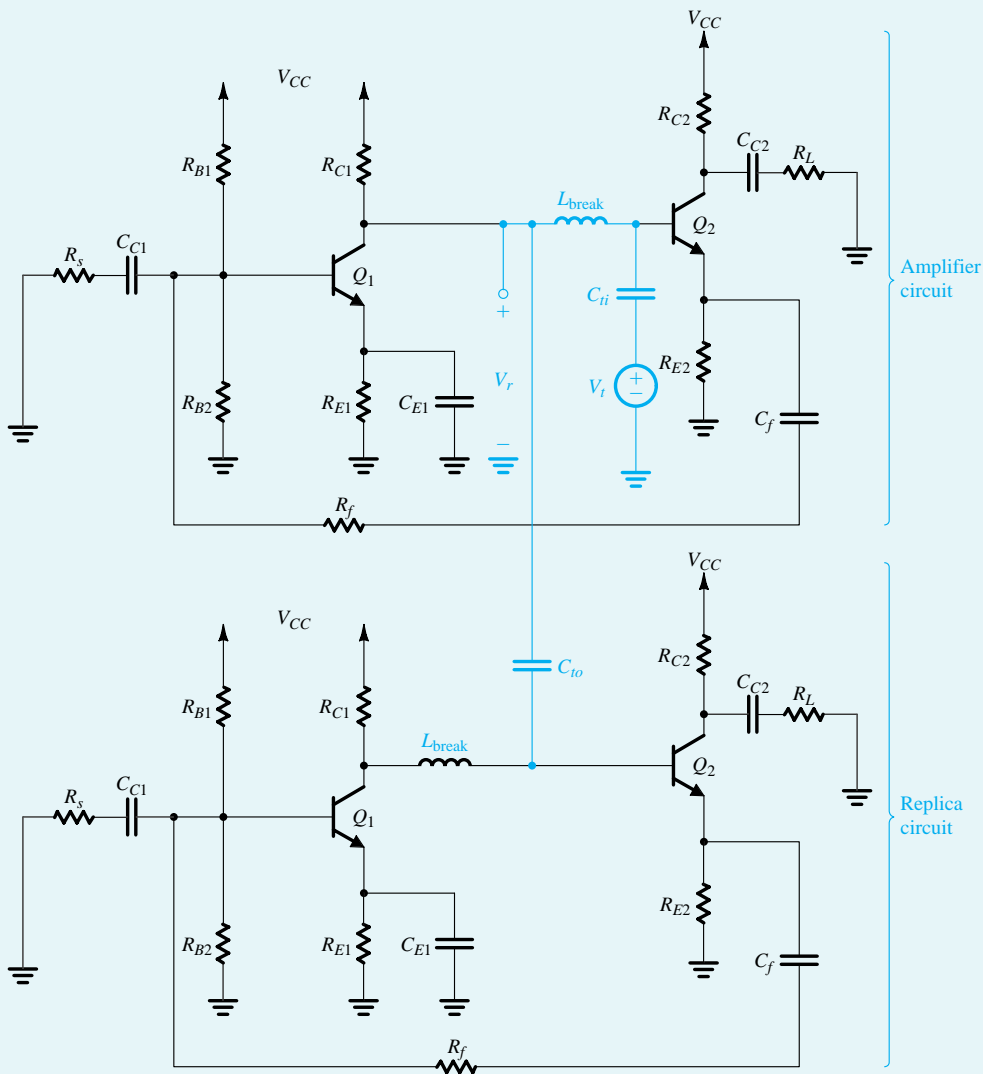 V_CC
V_CC
R_C2
R_B1
R_C1
C_C2
R_L
L_break
Q_2
C_C1
R_s
Q_1
+
C_ti
Amplifier
circuit
R_B2
R_E1
C_E1
V_r
V_t
+
−
R_E2
C_f
−
R_f
V_CC
V_CC
R_C2
C_to
R_B1
R_C1
C_C2
R_L
L_break
Q_2
C_C1
R_s
Q_1
Replica
circuit
R_B2
R_E1
C_E1
R_E2
C_f
R_f